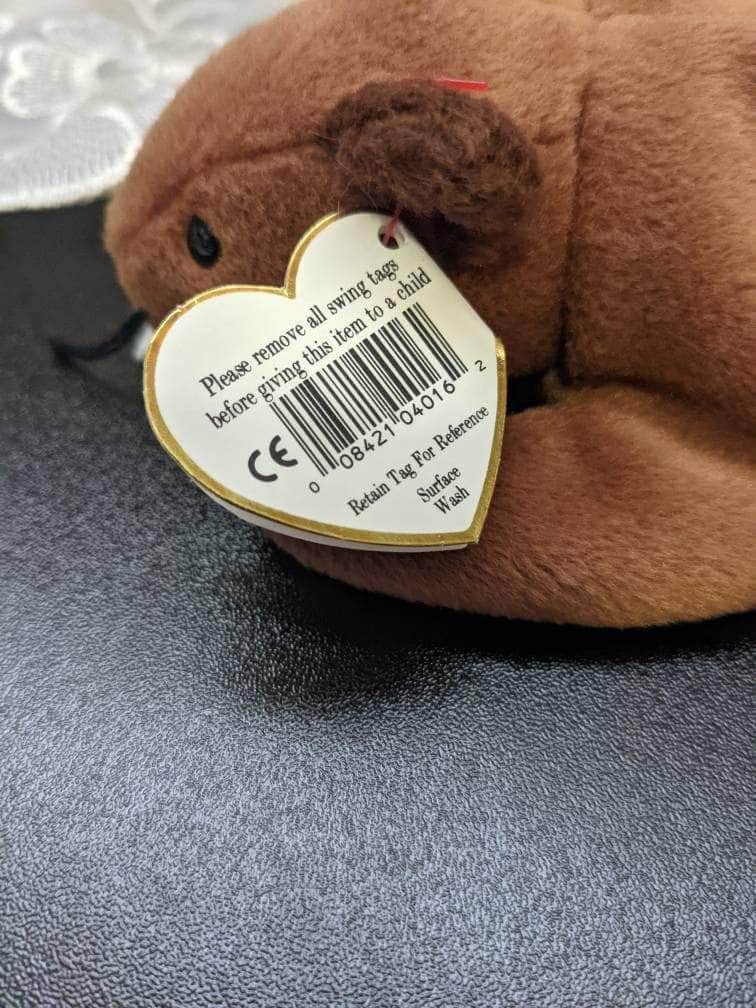 Please remove all swing tags
before giving this item to a child
CE
0 08421 04016 2
Retain Tag For Reference
Surface
Wash